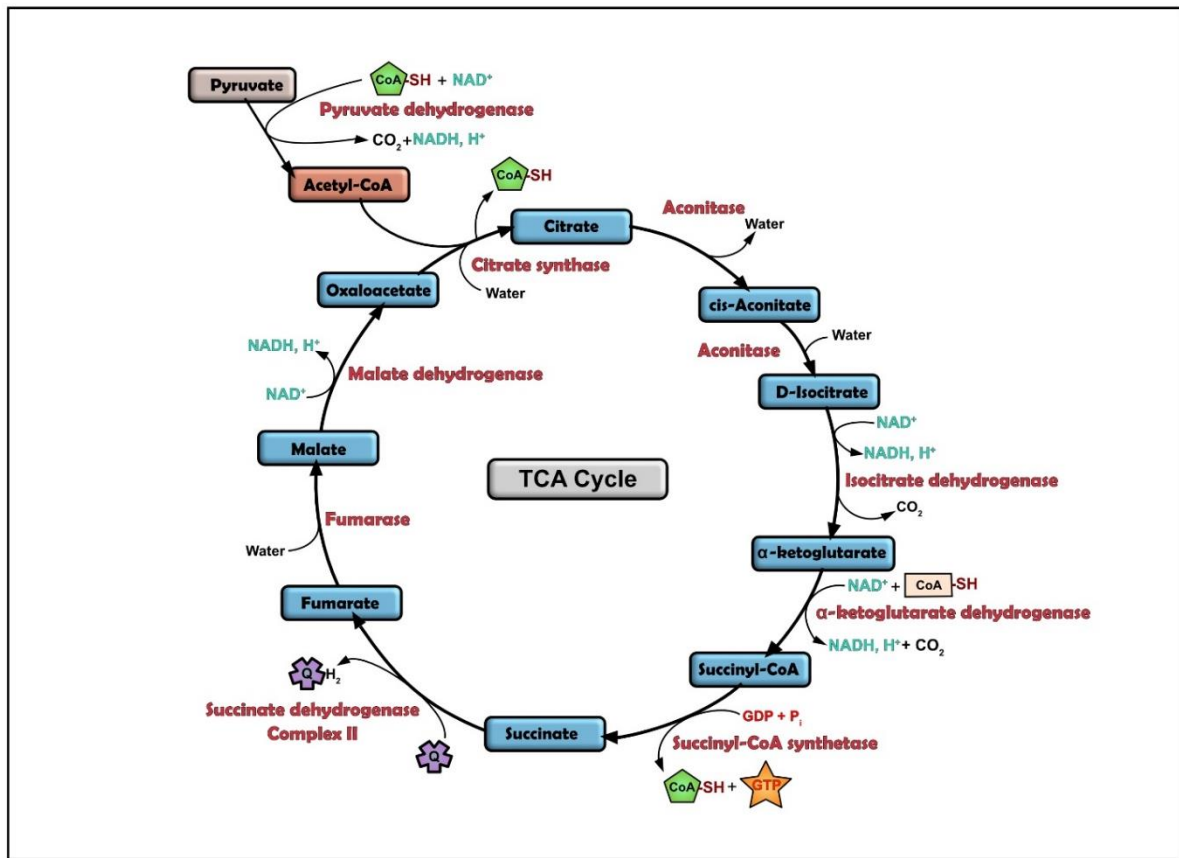 Pyruvate
CoA-SH + NAD⁺
Pyruvate dehydrogenase
CO₂+NADH, H⁺
Acetyl-CoA
CoA-SH
Citrate
Aconitase
Water
Citrate synthase
Water
Oxaloacetate
cis-Aconitate
Water
Aconitase
NADH, H⁺
Malate dehydrogenase
NAD⁺
D-Isocitrate
NAD⁺
NADH, H⁺
Isocitrate dehydrogenase
CO₂
Malate
TCA Cycle
Fumarase
Water
α-ketoglutarate
NAD⁺ + CoA-SH
α-ketoglutarate dehydrogenase
NADH, H⁺ + CO₂
Fumarate
Succinyl-CoA
QH₂
Succinate dehydrogenase
Complex II
Q
Succinate
GDP + Pᵢ
Succinyl-CoA synthetase
CoA-SH + GTP